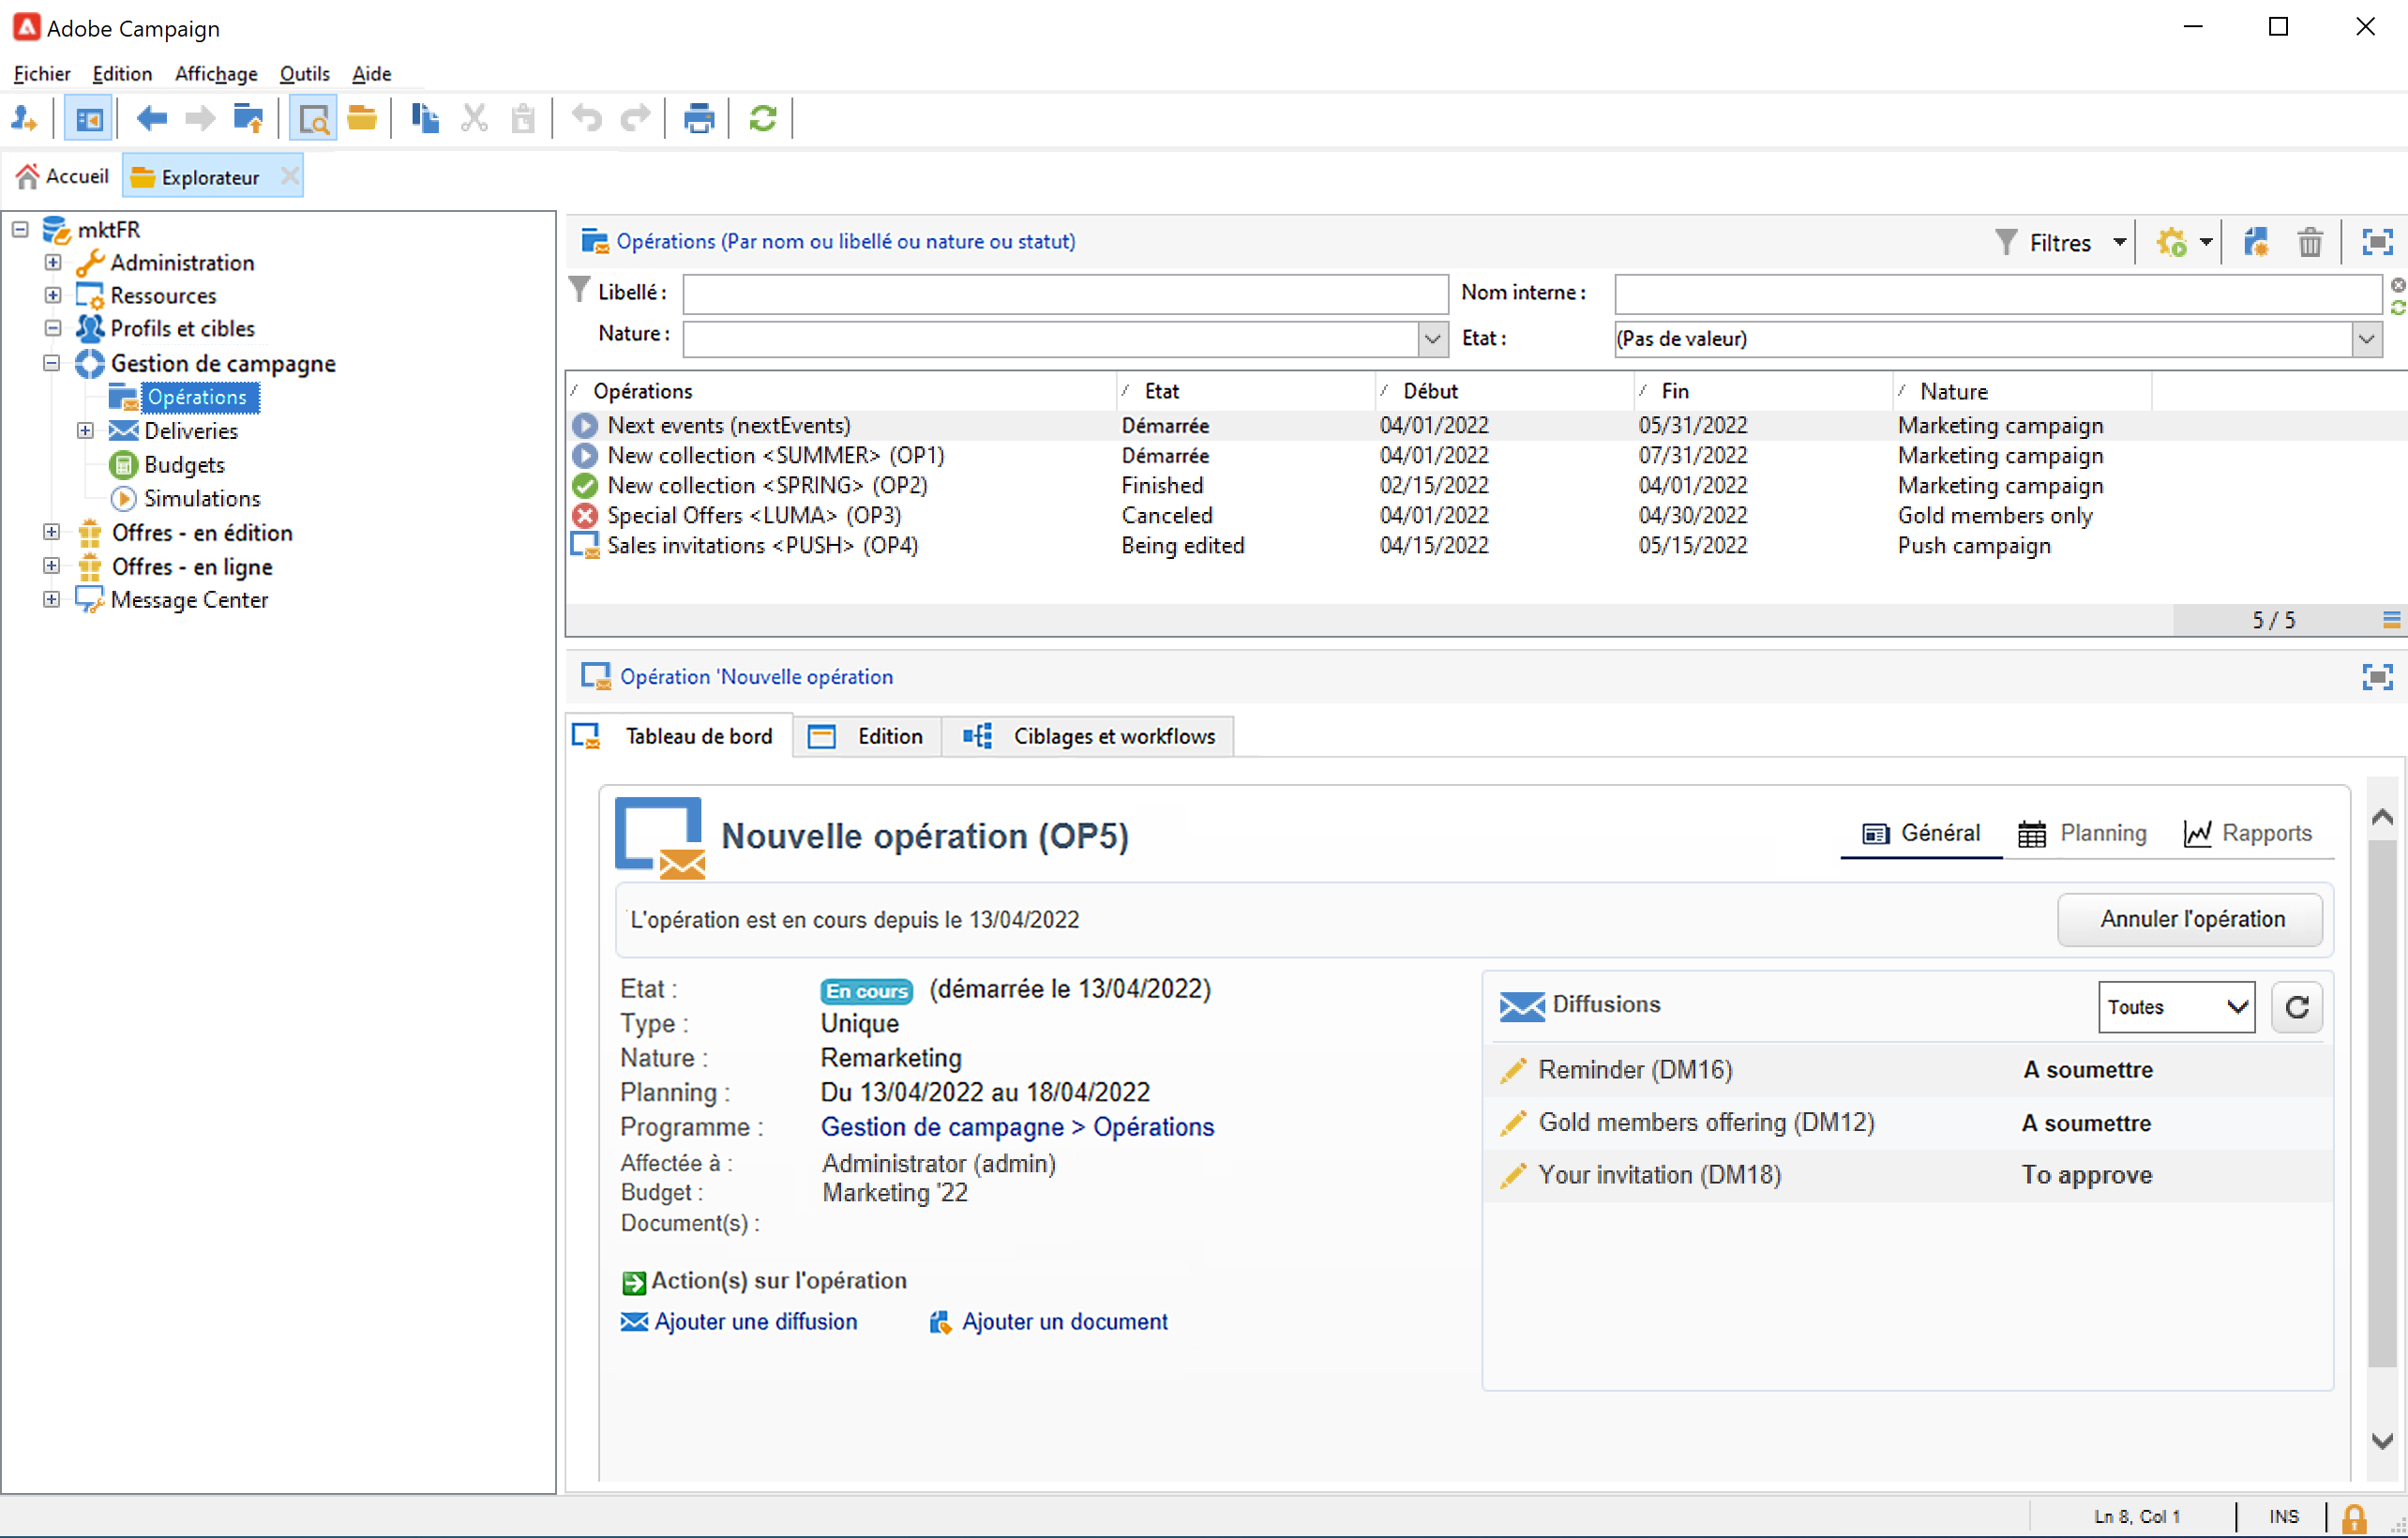 Adobe Campaign
Fichier Edition Affichage Outils Aide
Accueil Explorateur
mktFR
Administration
Ressources
Profils et cibles
Gestion de campagne
Opérations
Deliveries
Budgets
Simulations
Offres - en édition
Offres - en ligne
Message Center
Opérations (Par nom ou libellé ou nature ou statut) Filtres
Libellé : Nom interne :
Nature : Etat : (Pas de valeur)
Opérations Etat Début Fin Nature
Next events (nextEvents) Démarrée 04/01/2022 05/31/2022 Marketing campaign
New collection <SUMMER> (OP1) Démarrée 04/01/2022 07/31/2022 Marketing campaign
New collection <SPRING> (OP2) Finished 02/15/2022 04/01/2022 Marketing campaign
Special Offers <LUMA> (OP3) Canceled 04/01/2022 04/30/2022 Gold members only
Sales invitations <PUSH> (OP4) Being edited 04/15/2022 05/15/2022 Push campaign
5 / 5
Opération 'Nouvelle opération
Tableau de bord Edition Ciblages et workflows
Nouvelle opération (OP5) Général Planning Rapports
L'opération est en cours depuis le 13/04/2022 Annuler l'opération
Etat : En cours (démarrée le 13/04/2022)
Type : Unique
Nature : Remarketing
Planning : Du 13/04/2022 au 18/04/2022
Programme : Gestion de campagne > Opérations
Affectée à : Administrator (admin)
Budget : Marketing '22
Document(s) :
Action(s) sur l'opération
Ajouter une diffusion Ajouter un document
Diffusions Toutes
Reminder (DM16) A soumettre
Gold members offering (DM12) A soumettre
Your invitation (DM18) To approve
Ln 8, Col 1 INS